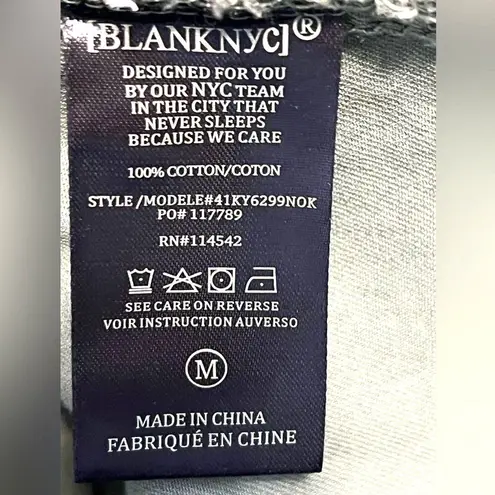 [BLANKNYC]®
DESIGNED FOR YOU
BY OUR NYC TEAM
IN THE CITY THAT
NEVER SLEEPS
BECAUSE WE CARE
100% COTTON/COTON
STYLE /MODELE#41KY6299NOK
PO# 117789
RN#114542
SEE CARE ON REVERSE
VOIR INSTRUCTION AUVERSO
M
MADE IN CHINA
FABRIQUÉ EN CHINE